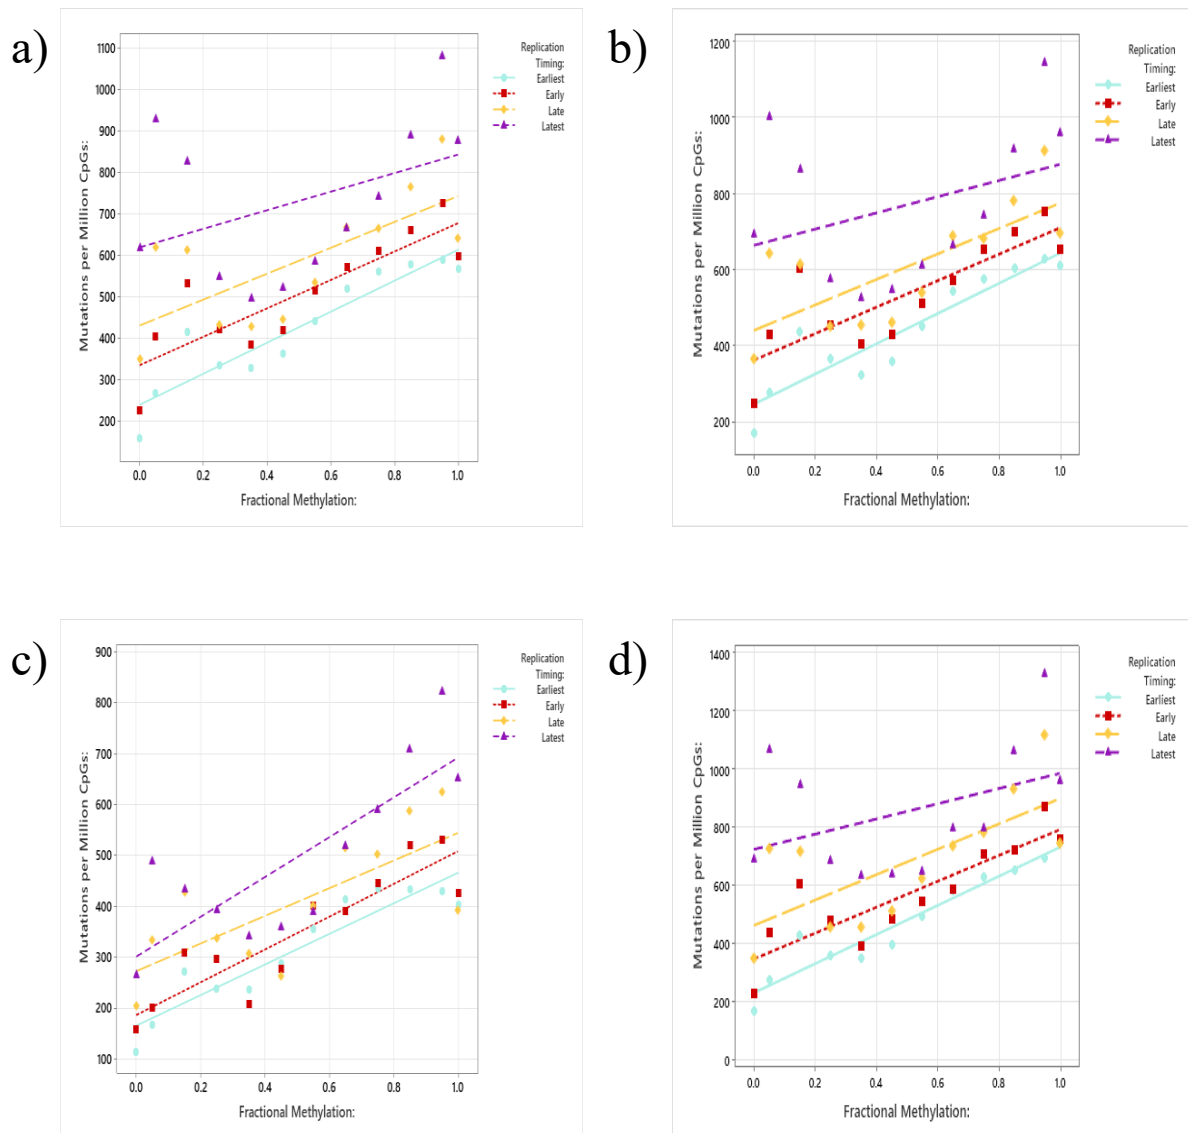 a)
1100
1000
900
800
700
600
500
400
300
200
Mutations per Million CpGs:
0.0 0.2 0.4 0.6 0.8 1.0
Fractional Methylation:
Replication
Timing:
Earliest
Early
Late
Latest
b)
1200
1000
800
600
400
200
Mutations per Million CpGs:
0.0 0.2 0.4 0.6 0.8 1.0
Fractional Methylation:
Replication
Timing:
Earliest
Early
Late
Latest
c)
900
800
700
600
500
400
300
200
100
Mutations per Million CpGs:
0.0 0.2 0.4 0.6 0.8 1.0
Fractional Methylation:
Replication
Timing:
Earliest
Early
Late
Latest
d)
1400
1200
1000
800
600
400
200
0
Mutations per Million CpGs:
0.0 0.2 0.4 0.6 0.8 1.0
Fractional Methylation:
Replication
Timing:
Earliest
Early
Late
Latest